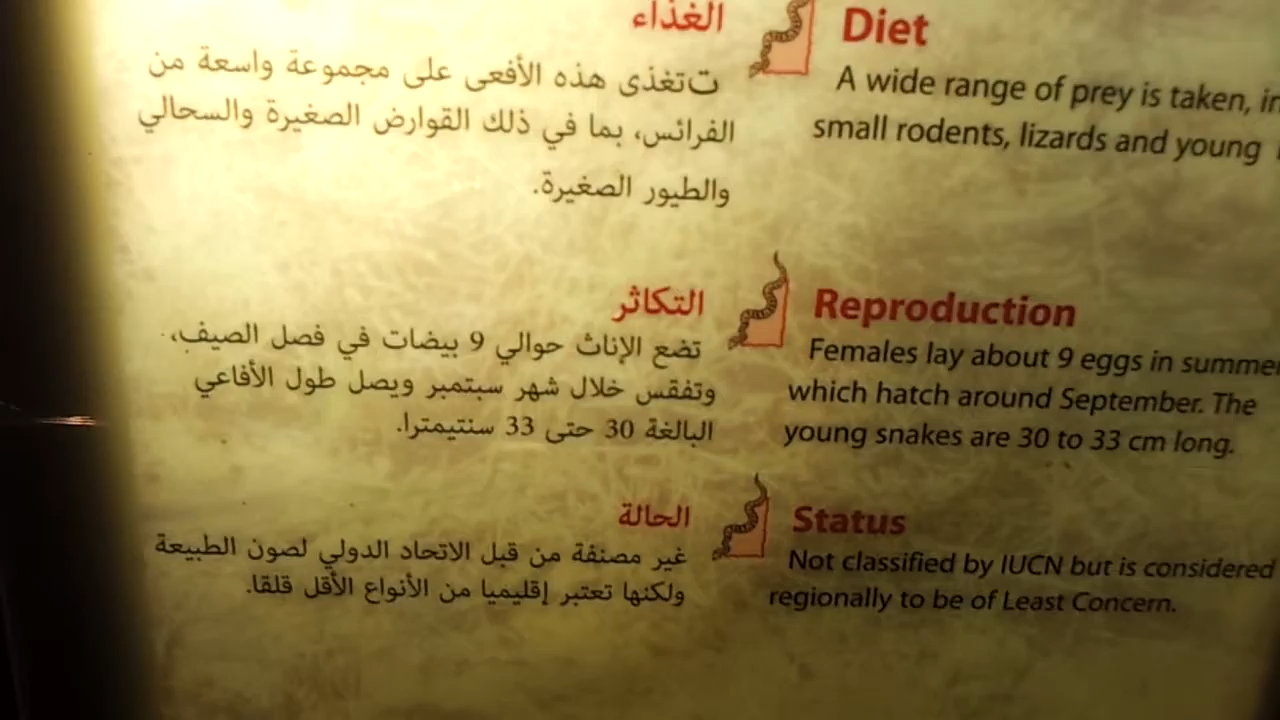 الغذاء
ت تغذى هذه الأفعى على مجموعة واسعة من
الفرائس، بما في ذلك القوارض الصغيرة والسحالي
والطيور الصغيرة.
Diet
A wide range of prey is taken,
small rodents, lizards and young
التكاثر
تضع الإناث حوالي 9 بيضات في فصل الصيف،
وتفقس خلال شهر سبتمبر ويصل طول الأفاعي
البالغة 30 حتى 33 سنتيمترا.
Reproduction
Females lay about 9 eggs in summer
which hatch around September. The
young snakes are 30 to 33 cm long.
الحالة
غير مصنفة من قبل الاتحاد الدولي لصون الطبيعة
ولكنها تعتبر إقليميا من الأنواع الأقل قلقا.
Status
Not classified by IUCN but is considered
regionally to be of Least Concern.